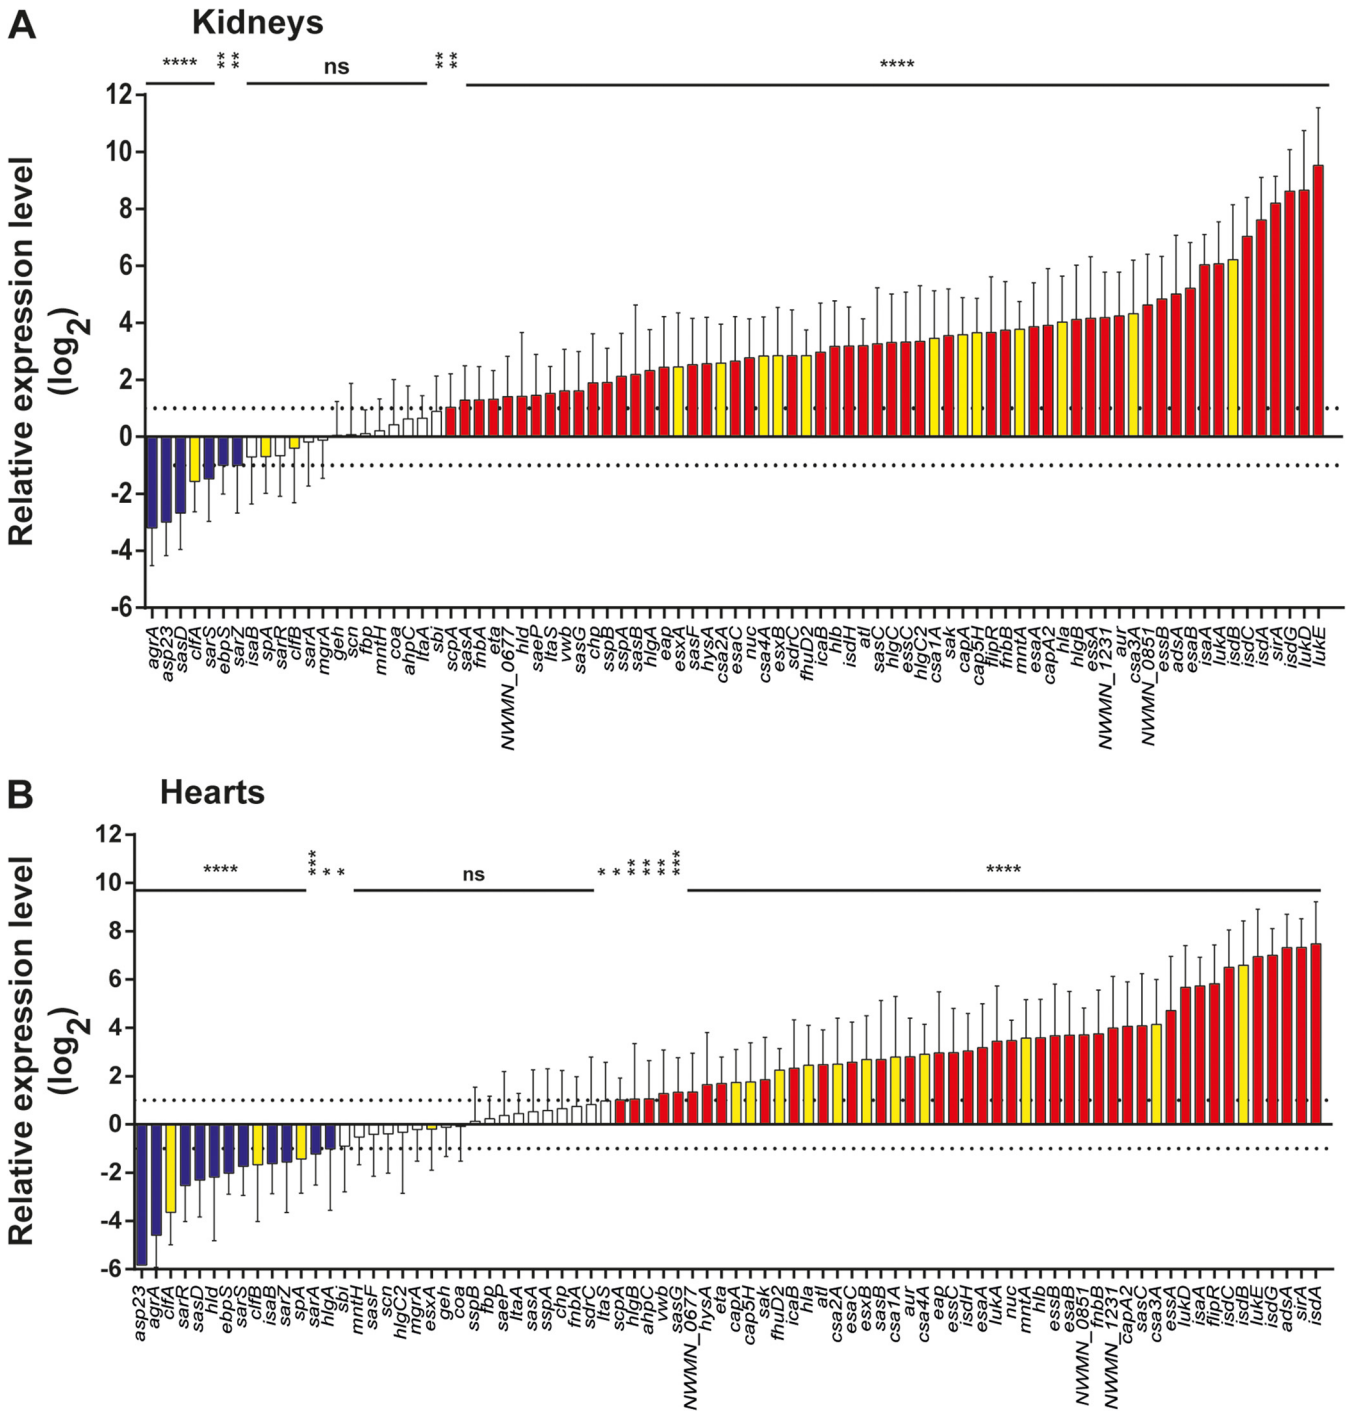 A
Kidneys
**** ** ** ns ** ** ****
Relative expression level
(log2)
12
10
8
6
4
2
0
-2
-4
-6
agrA asp23 sasD clfA sarS ebpS sarZ isaB spA sarR clfB sarA mgrA geh scn fbp mntH coa ahpC ltaA sbi scpA sasA fnbA eta NWMN_0677 hld saeP ltaS vwb sasG chp sspB sspA sasB hlgA eap esxA sasF hysA csa2A esaC nuc csa4A esxB sdrC fhuD2 icaB hlb isdH atl sasC hlgC essC hlgC2 csa1A sak capA cap5H flipR fnbB mntA esaA capA2 hla hlgB essA NWMN_1231 aur csa3A NWMN_0851 essB adsA esaB isaA lukA isdB isdC isdA sirA isdG lukD lukE
B
Hearts
**** *** * * ns * * ** ** ** *** ****
Relative expression level
(log2)
12
10
8
6
4
2
0
-2
-4
-6
asp23 agrA clfA sarR sasD hld ebpS sarS clfB isaB sarZ spA sarA hlgA sbi mntH sasF scn hlgC2 mgrA esxA geh coa sspB fbp saeP ltaA sasA sspA chp fnbA sdrC ltaS scpA hlgB ahpC vwb sasG NWMN_0677 hysA eta capA cap5H sak fhuD2 icaB hla atl csa2A esaC esxB sasB csa1A aur csa4A eap essC isdH esaA lukA nuc mntA hlb essB esaB NWMN_0851 fnbB NWMN_1231 capA2 sasC csa3A essA lukD isaA flipR isdC isdB lukE isdG adsA sirA isdA